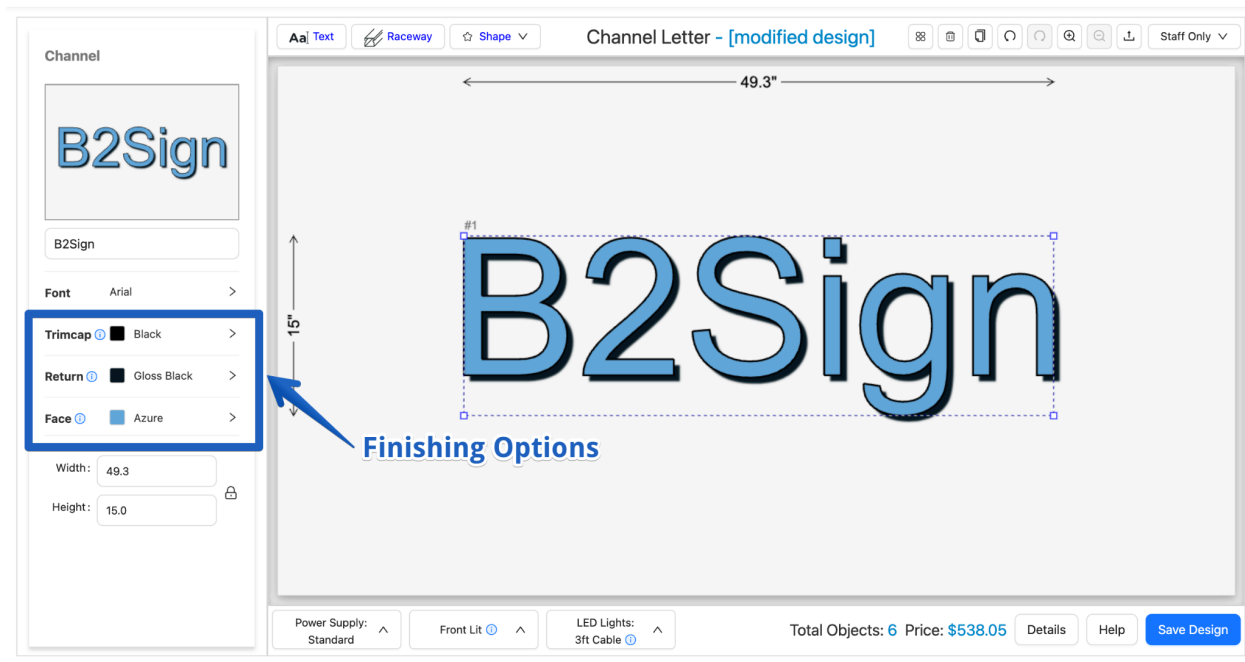 Channel
B2Sign
B2Sign
Font Arial
Trimcap Black
Return Gloss Black
Face Azure
Width: 49.3
Height: 15.0
Aa Text
Raceway
Shape
Channel Letter - [modified design]
Staff Only
49.3"
#1
15"
B2Sign
Finishing Options
Power Supply:
Standard
Front Lit
LED Lights:
3ft Cable
Total Objects: 6 Price: $538.05
Details
Help
Save Design